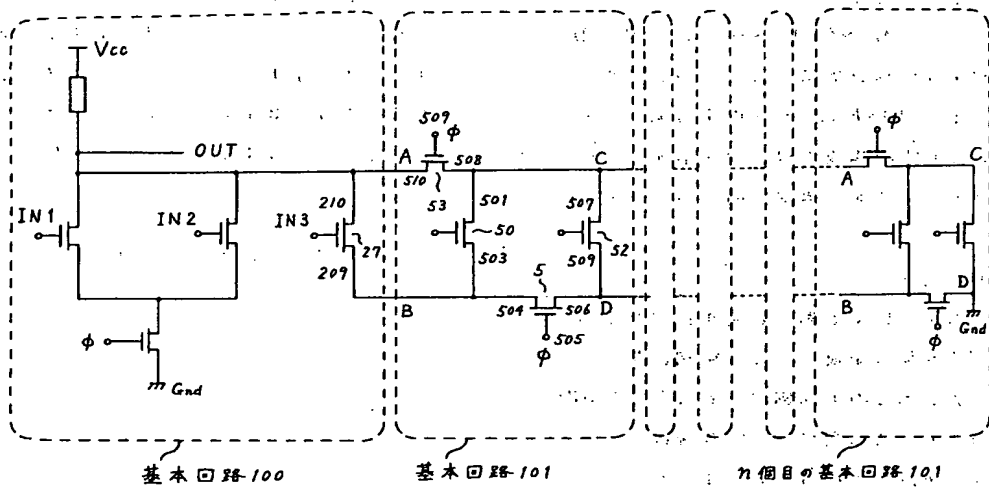 Vcc
OUT
IN1
IN2
IN3
210
27
209
φ
Gnd
A
B
509
φ
508
510
53
501
50
503
C
507
52
509
5
504
506
D
505
φ
φ
A
B
C
D
φ
Gnd
基本回路100
基本回路101
n個目の基本回路101